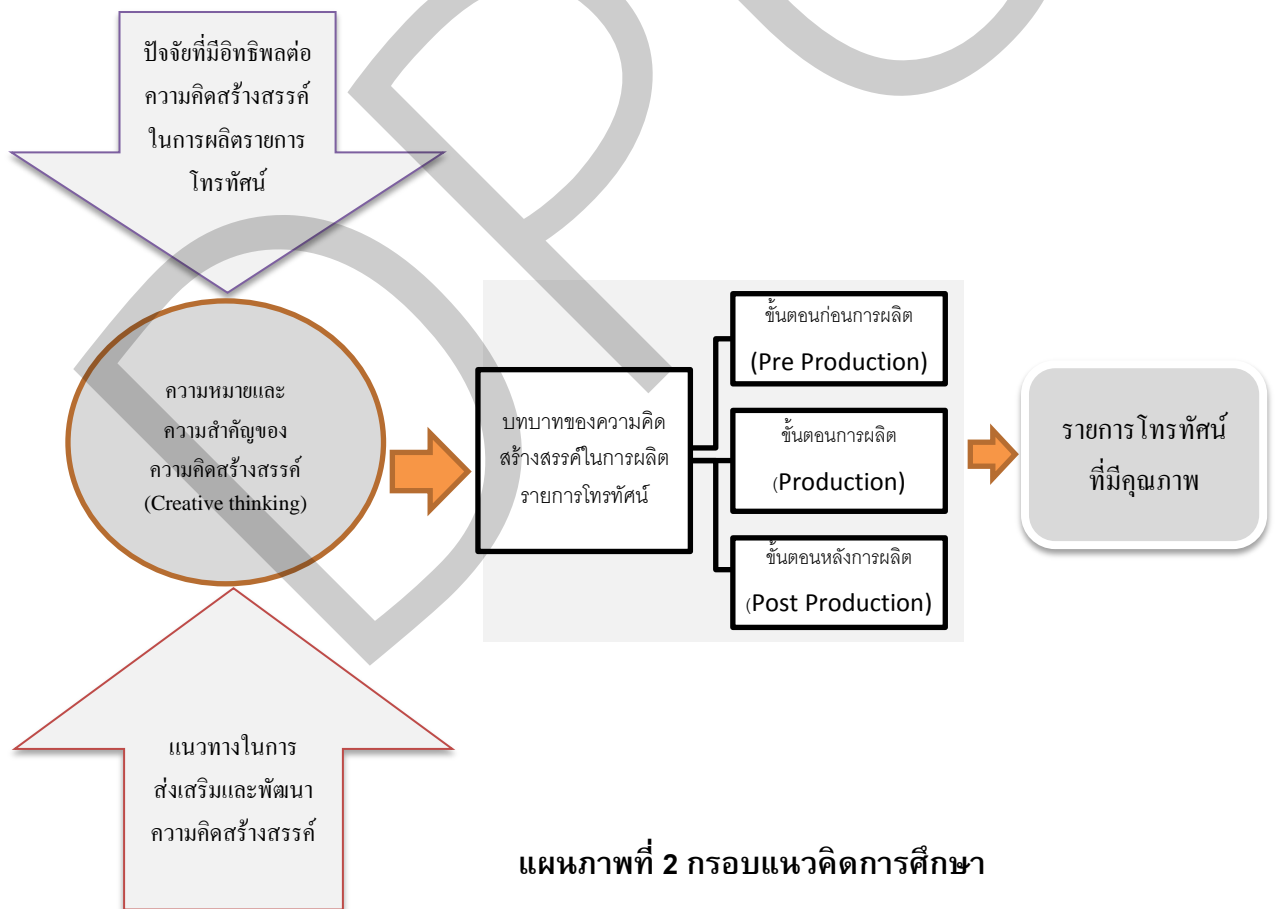 ปัจจัยที่มีอิทธิพลต่อ
ความคิดสร้างสรรค์
ในการผลิตรายการ
โทรทัศน์
ความหมายและ
ความสำคัญของ
ความคิดสร้างสรรค์
(Creative thinking)
แนวทางในการ
ส่งเสริมและพัฒนา
ความคิดสร้างสรรค์
บทบาทของความคิด
สร้างสรรค์ในการผลิต
รายการโทรทัศน์
ขั้นตอนก่อนการผลิต
(Pre Production)
ขั้นตอนการผลิต
(Production)
ขั้นตอนหลังการผลิต
(Post Production)
รายการโทรทัศน์
ที่มีคุณภาพ
แผนภาพที่ 2 กรอบแนวคิดการศึกษา